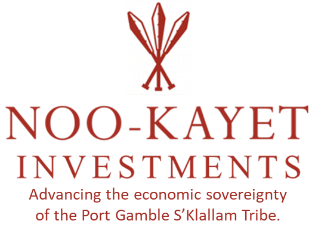 NOO-KAYET
INVESTMENTS
Advancing the economic sovereignty
of the Port Gamble S’Klallam Tribe.